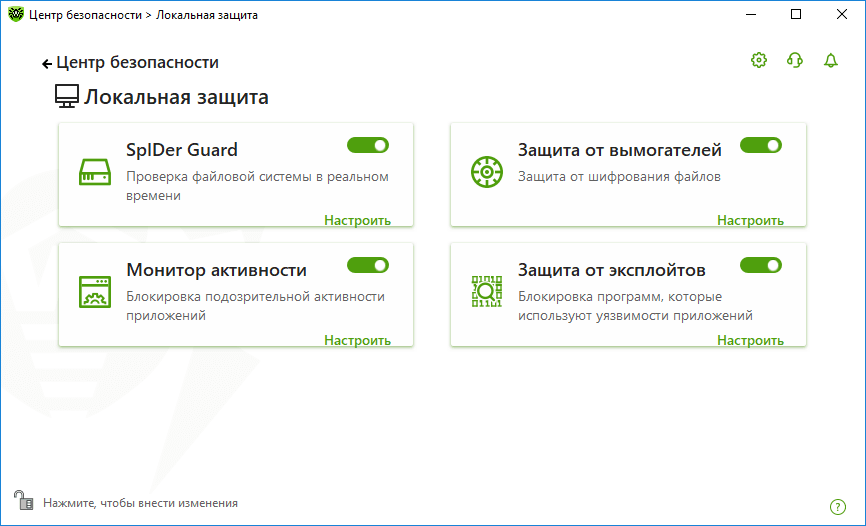 Центр безопасности > Локальная защита
Центр безопасности
Локальная защита
SpIDer Guard
Проверка файловой системы в реальном
времени
Настроить
Защита от вымогателей
Защита от шифрования файлов
Настроить
Монитор активности
Блокировка подозрительной активности
приложений
Настроить
Защита от эксплойтов
Блокировка программ, которые
используют уязвимости приложений
Настроить
Нажмите, чтобы внести изменения
?